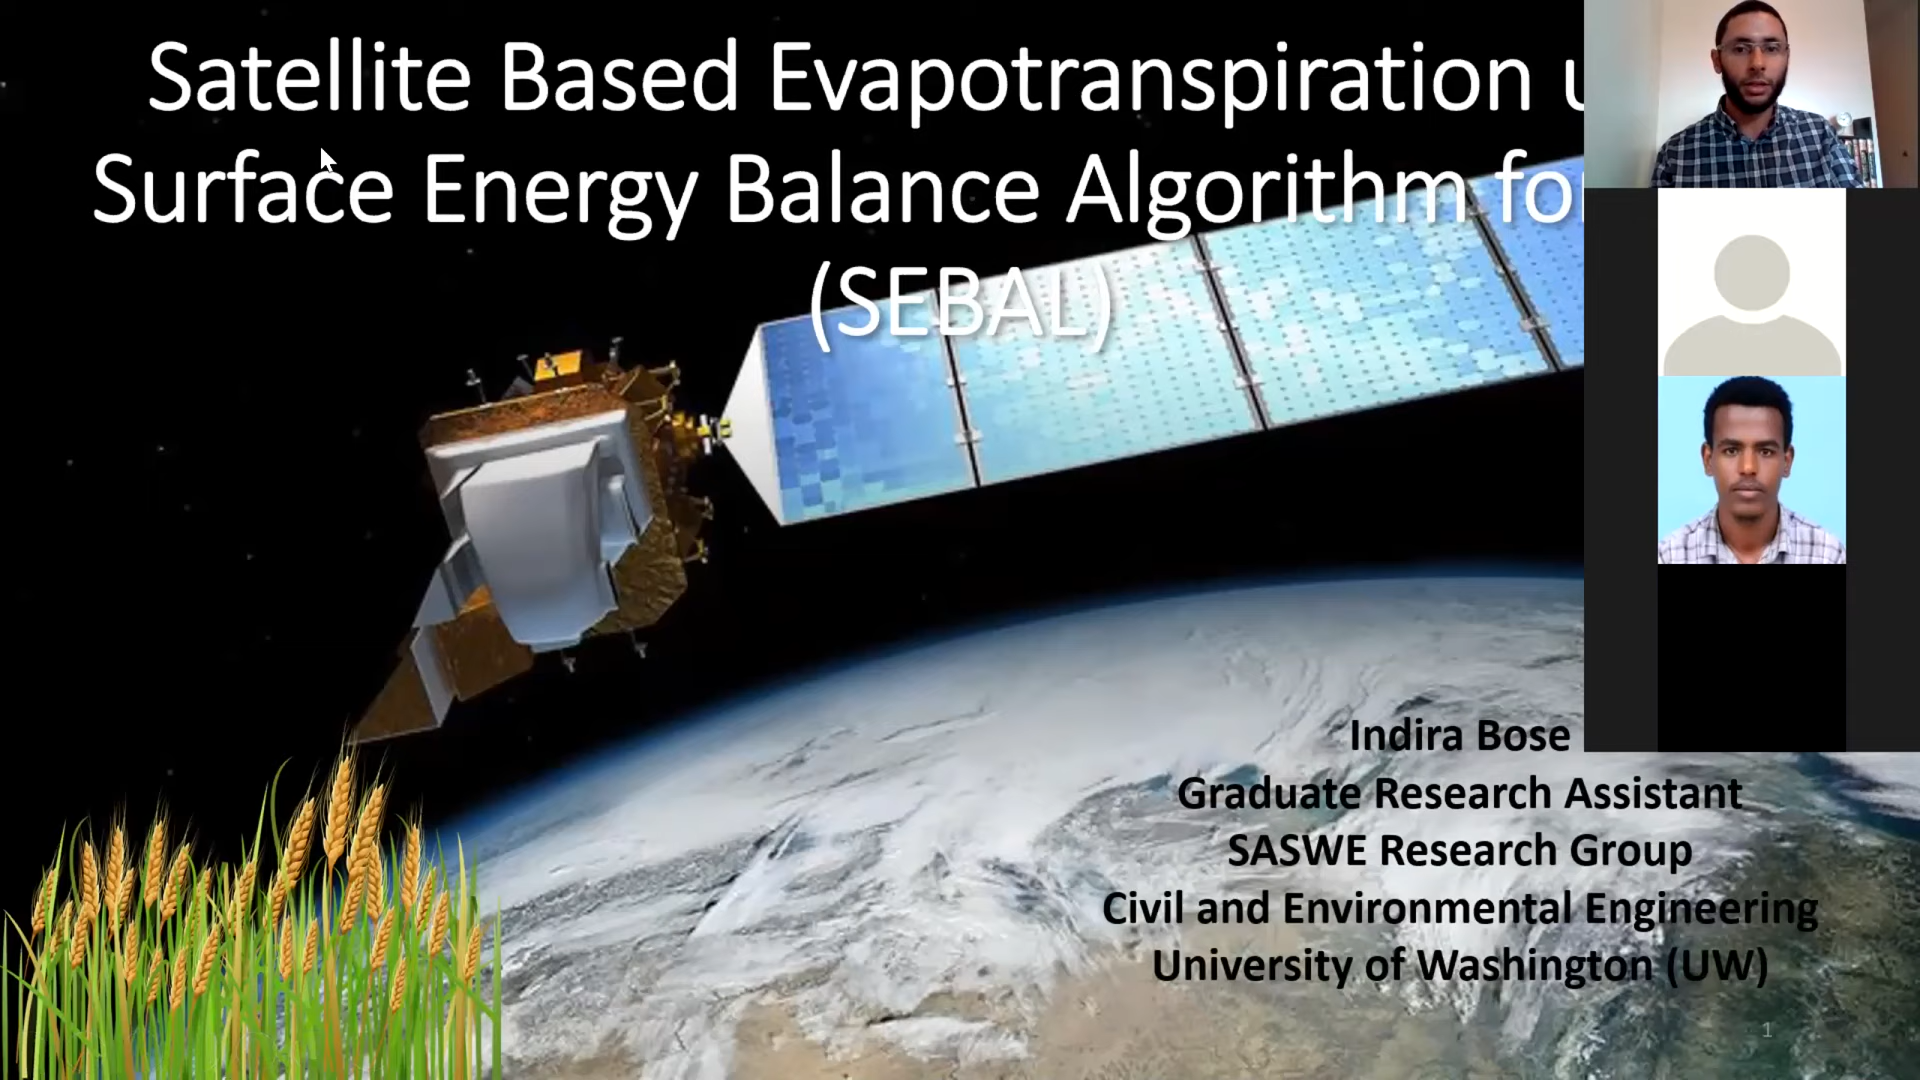 Satellite Based Evapotranspiration u
Surface Energy Balance Algorithm for
(SEBAL)
Indira Bose
Graduate Research Assistant
SASWE Research Group
Civil and Environmental Engineering
University of Washington (UW)
1